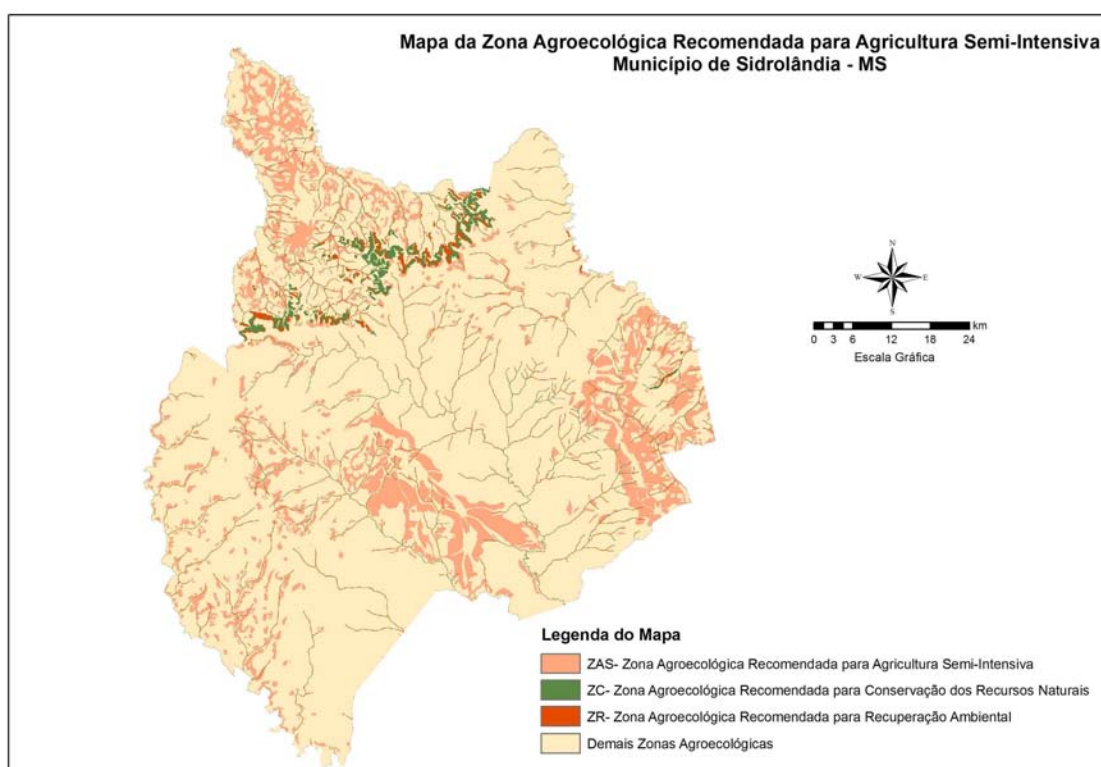 Mapa da Zona Agroecológica Recomendada para Agricultura Semi-Intensiva
Município de Sidrolândia - MS
N
W
E
S
km
0 3 6 12 18 24
Escala Gráfica
Legenda do Mapa
ZAS- Zona Agroecológica Recomendada para Agricultura Semi-Intensiva
ZC- Zona Agroecológica Recomendada para Conservação dos Recursos Naturais
ZR- Zona Agroecológica Recomendada para Recuperação Ambiental
Demais Zonas Agroecológicas